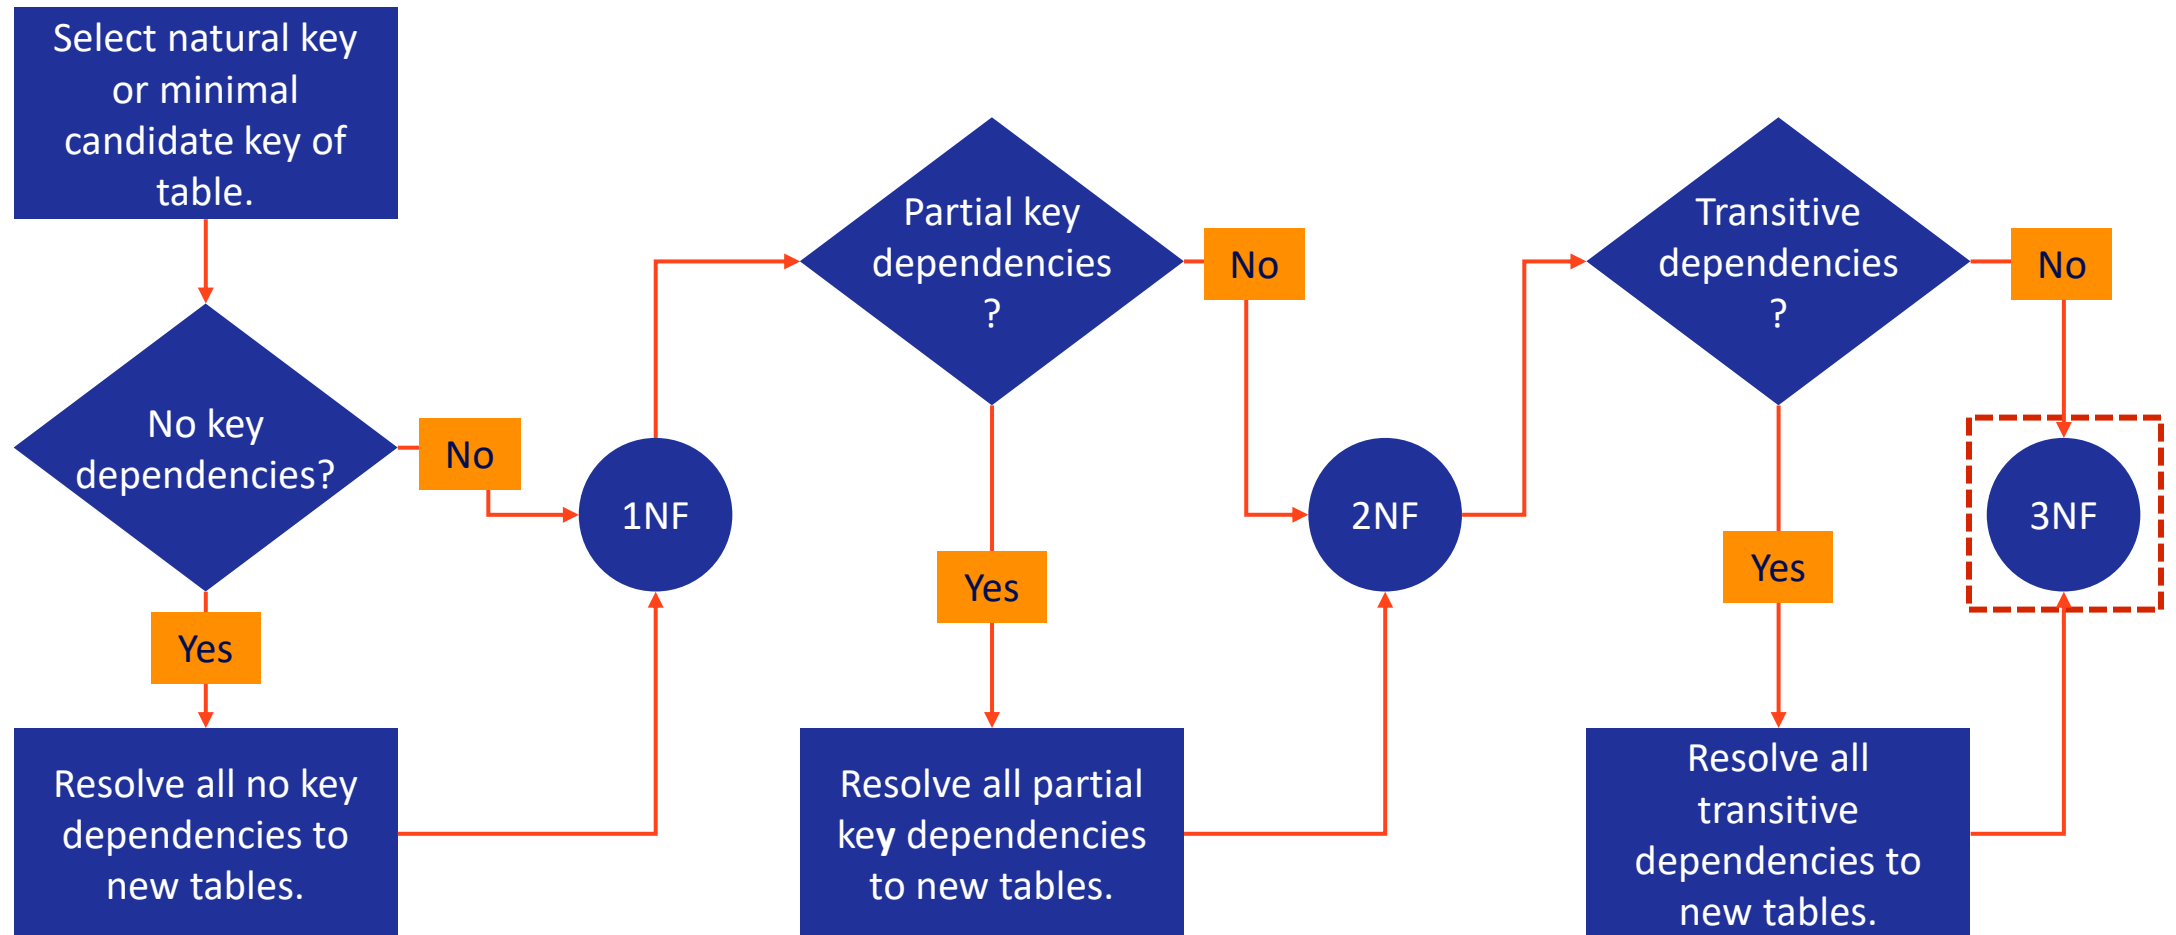 Select natural key
or minimal
candidate key of
table.
No key
dependencies?
No
Yes
Resolve all no key
dependencies to
new tables.
1NF
Partial key
dependencies
?
No
Yes
Resolve all partial
key dependencies
to new tables.
2NF
Transitive
dependencies
?
No
Yes
Resolve all
transitive
dependencies to
new tables.
3NF